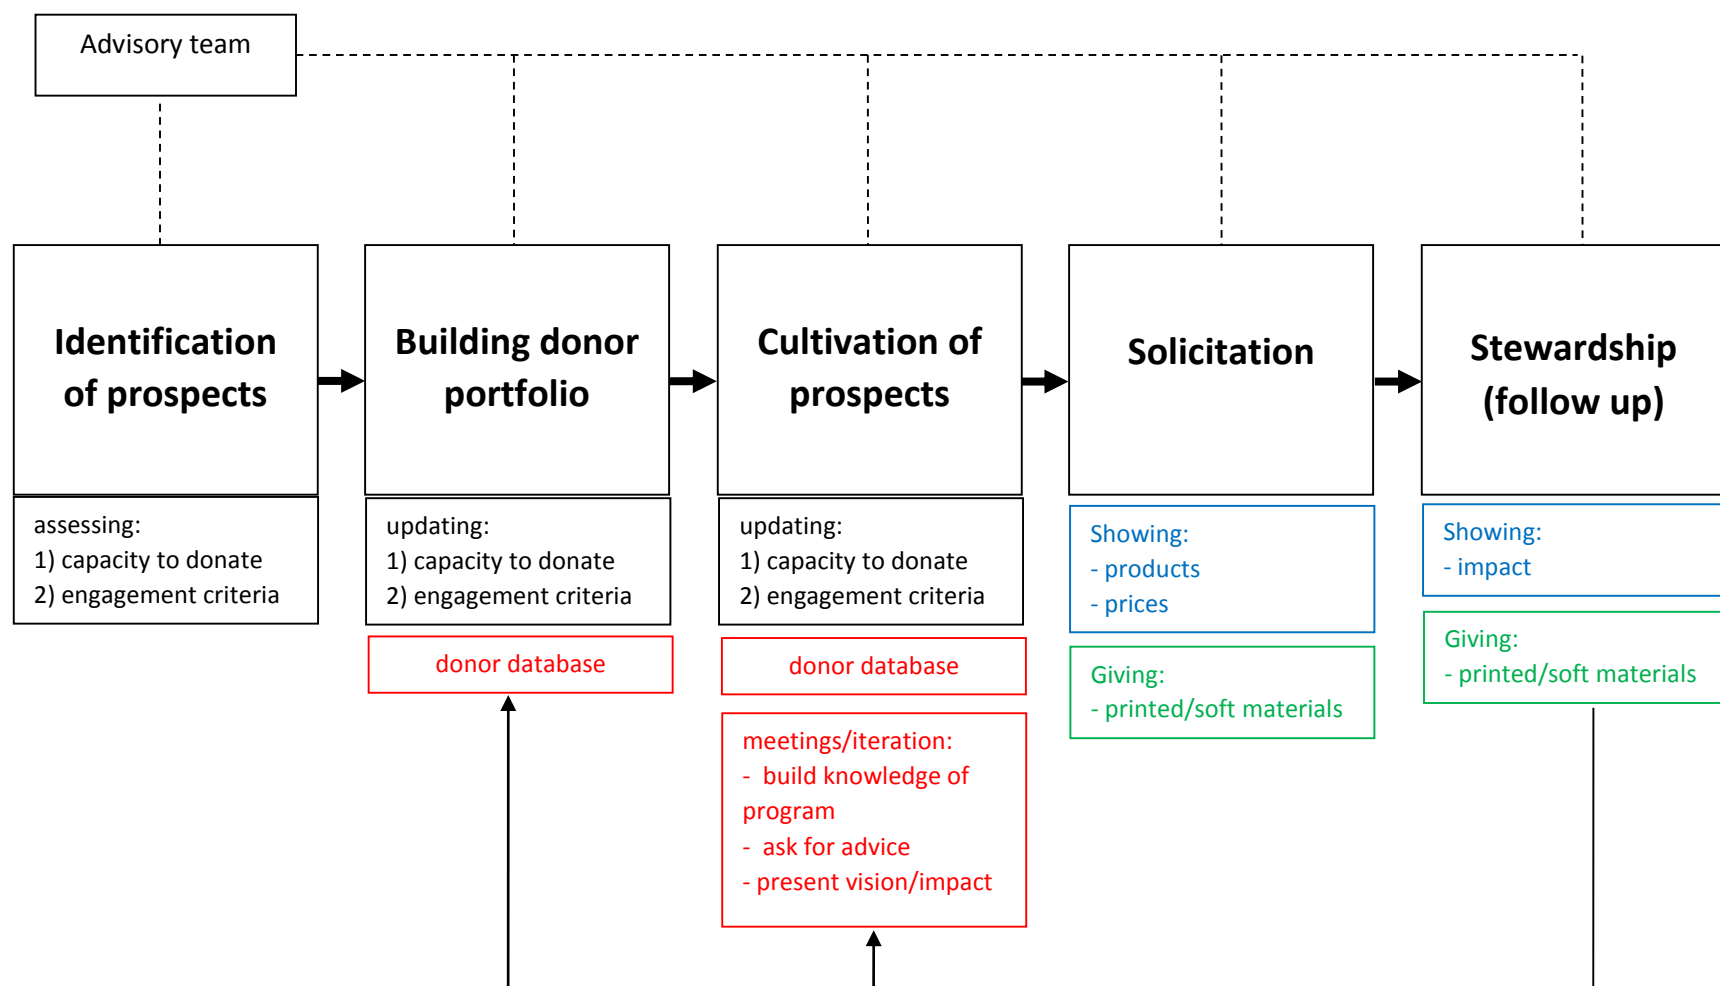 Advisory team
Identification
of prospects
Building donor
portfolio
Cultivation of
prospects
Solicitation
Stewardship
(follow up)
assessing:
1) capacity to donate
2) engagement criteria
updating:
1) capacity to donate
2) engagement criteria
donor database
updating:
1) capacity to donate
2) engagement criteria
donor database
meetings/iteration:
- build knowledge of
program
- ask for advice
- present vision/impact
Showing:
- products
- prices
Giving:
- printed/soft materials
Showing:
- impact
Giving:
- printed/soft materials